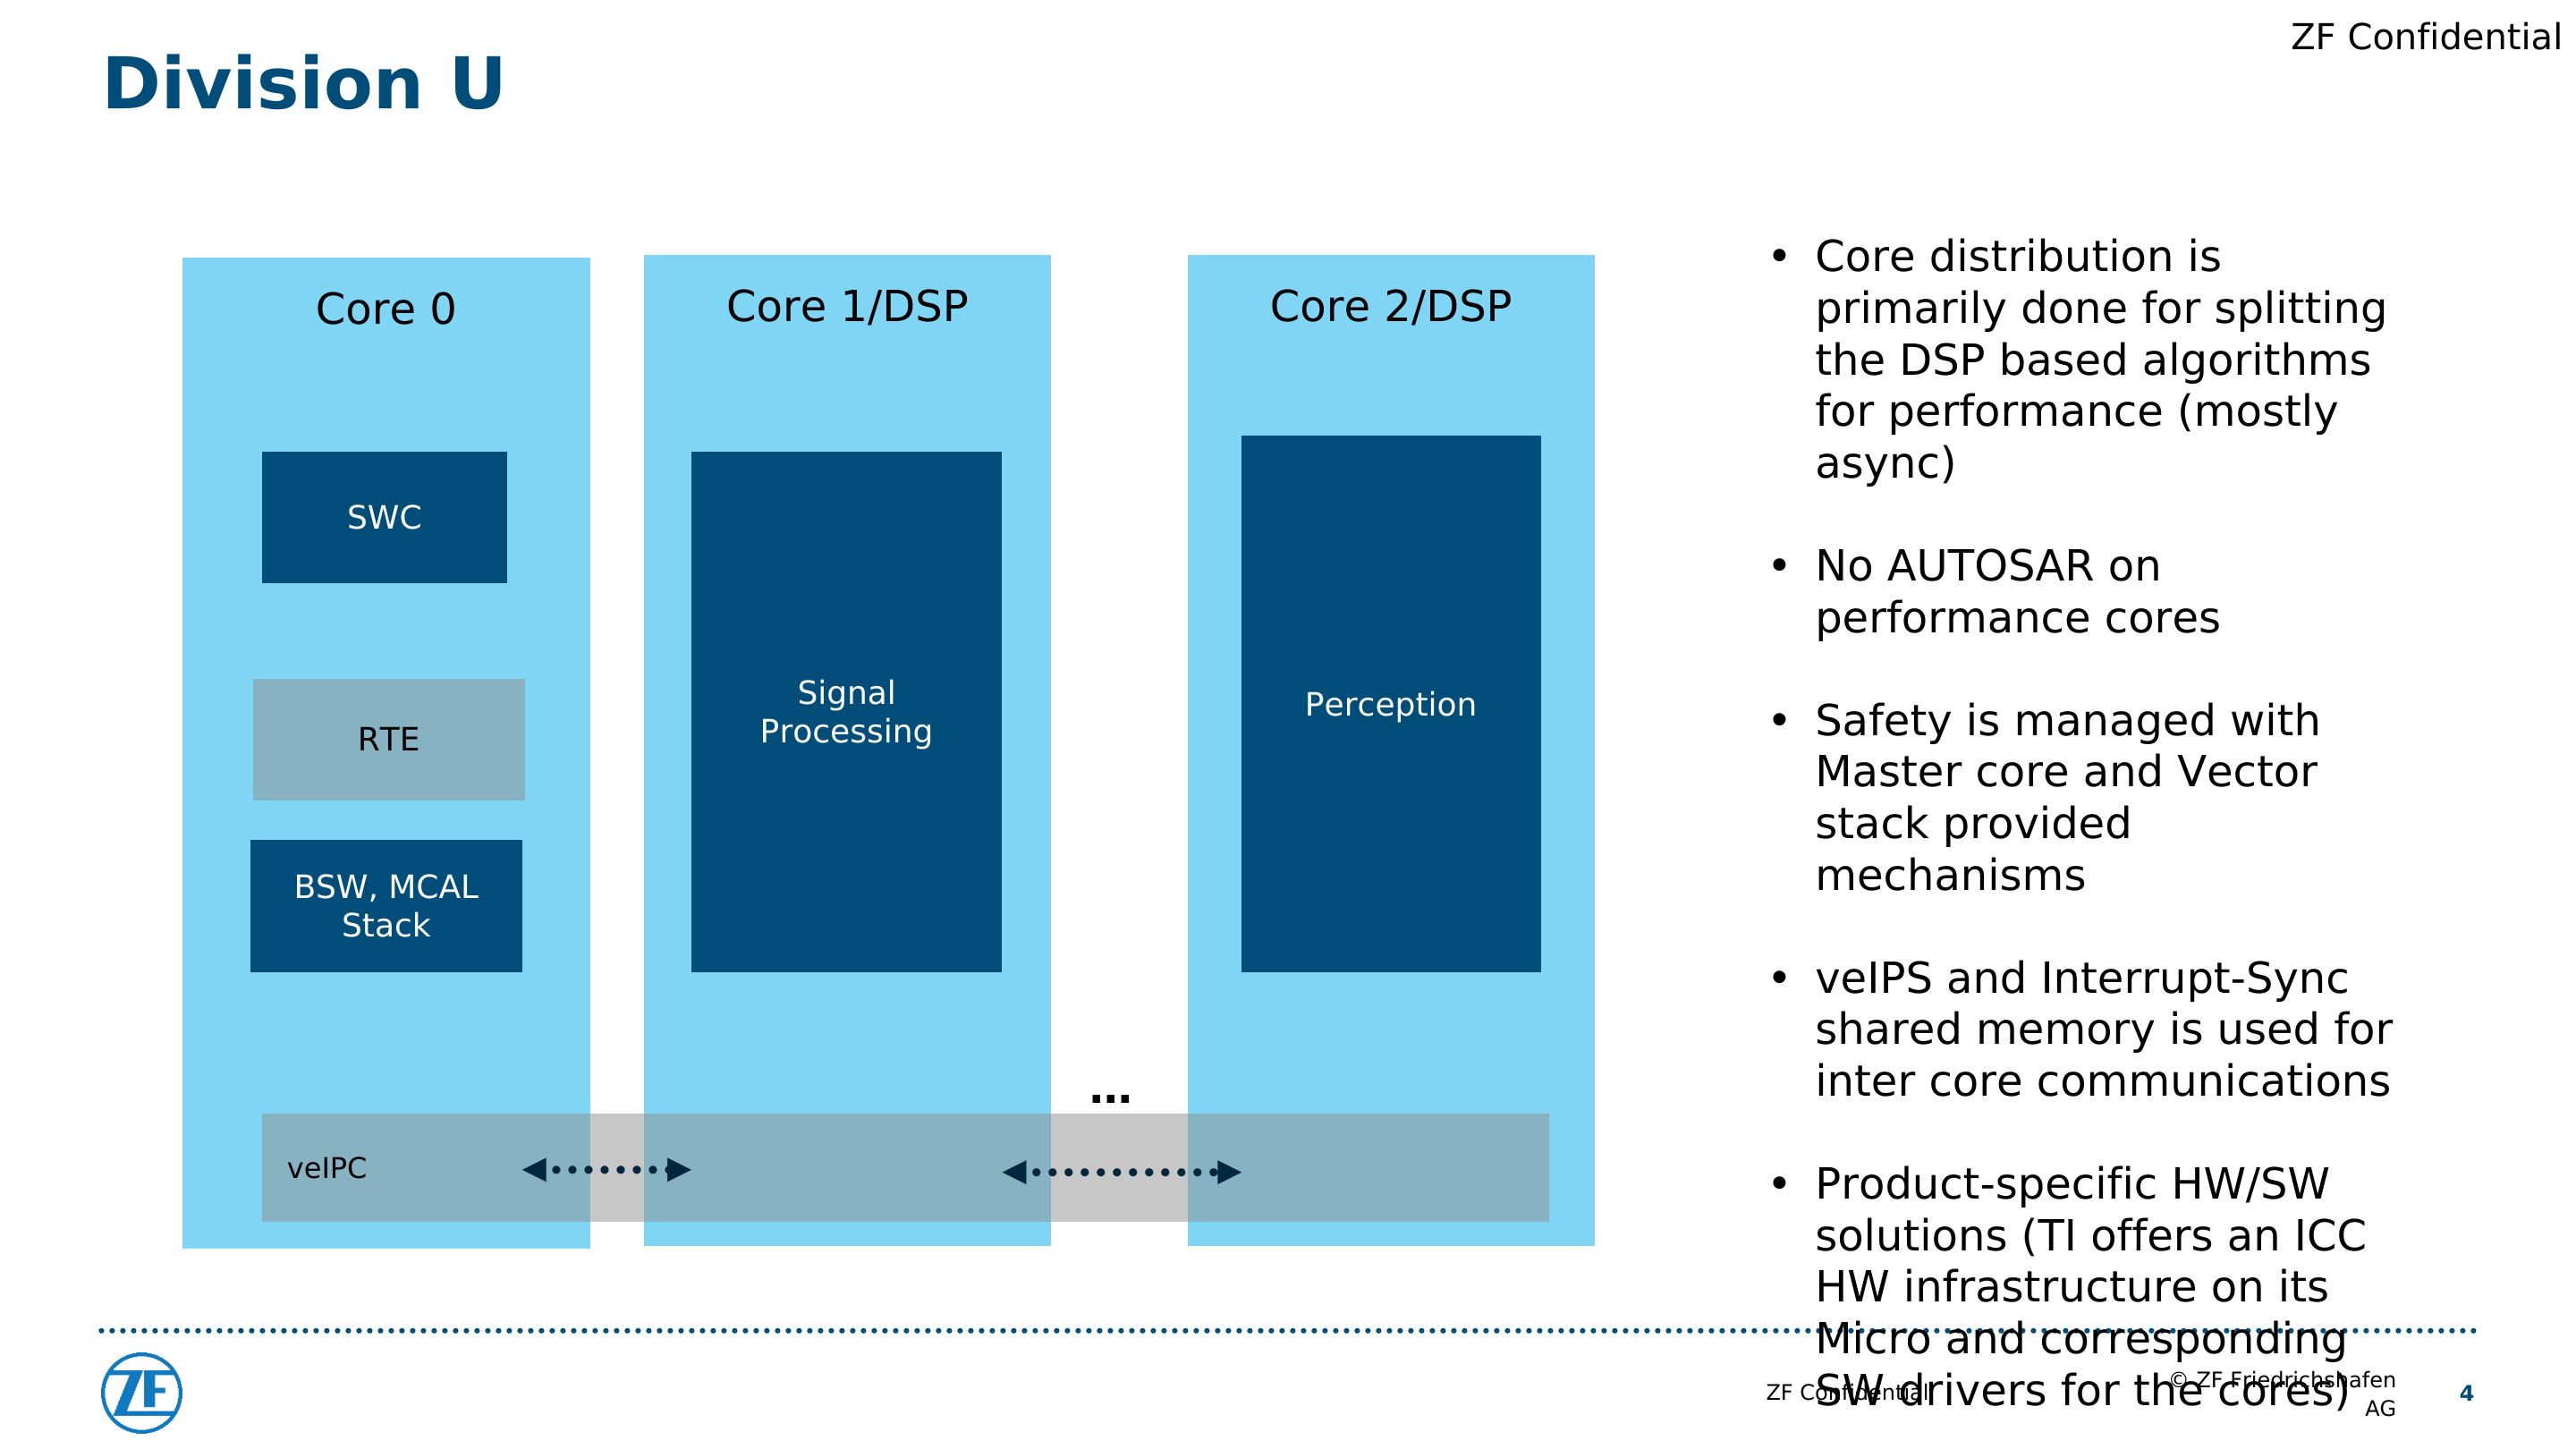 ZF Confidential
Division U
Core 0
SWC
RTE
BSW, MCAL
Stack
Core 1/DSP
Signal
Processing
Core 2/DSP
Perception
...
veIPC
• Core distribution is
primarily done for splitting
the DSP based algorithms
for performance (mostly
async)
• No AUTOSAR on
performance cores
• Safety is managed with
Master core and Vector
stack provided
mechanisms
• veIPS and Interrupt-Sync
shared memory is used for
inter core communications
• Product-specific HW/SW
solutions (TI offers an ICC
HW infrastructure on its
Micro and corresponding
SW drivers for the cores)
ZF
ZF Confidential
© ZF Friedrichshafen
AG
4